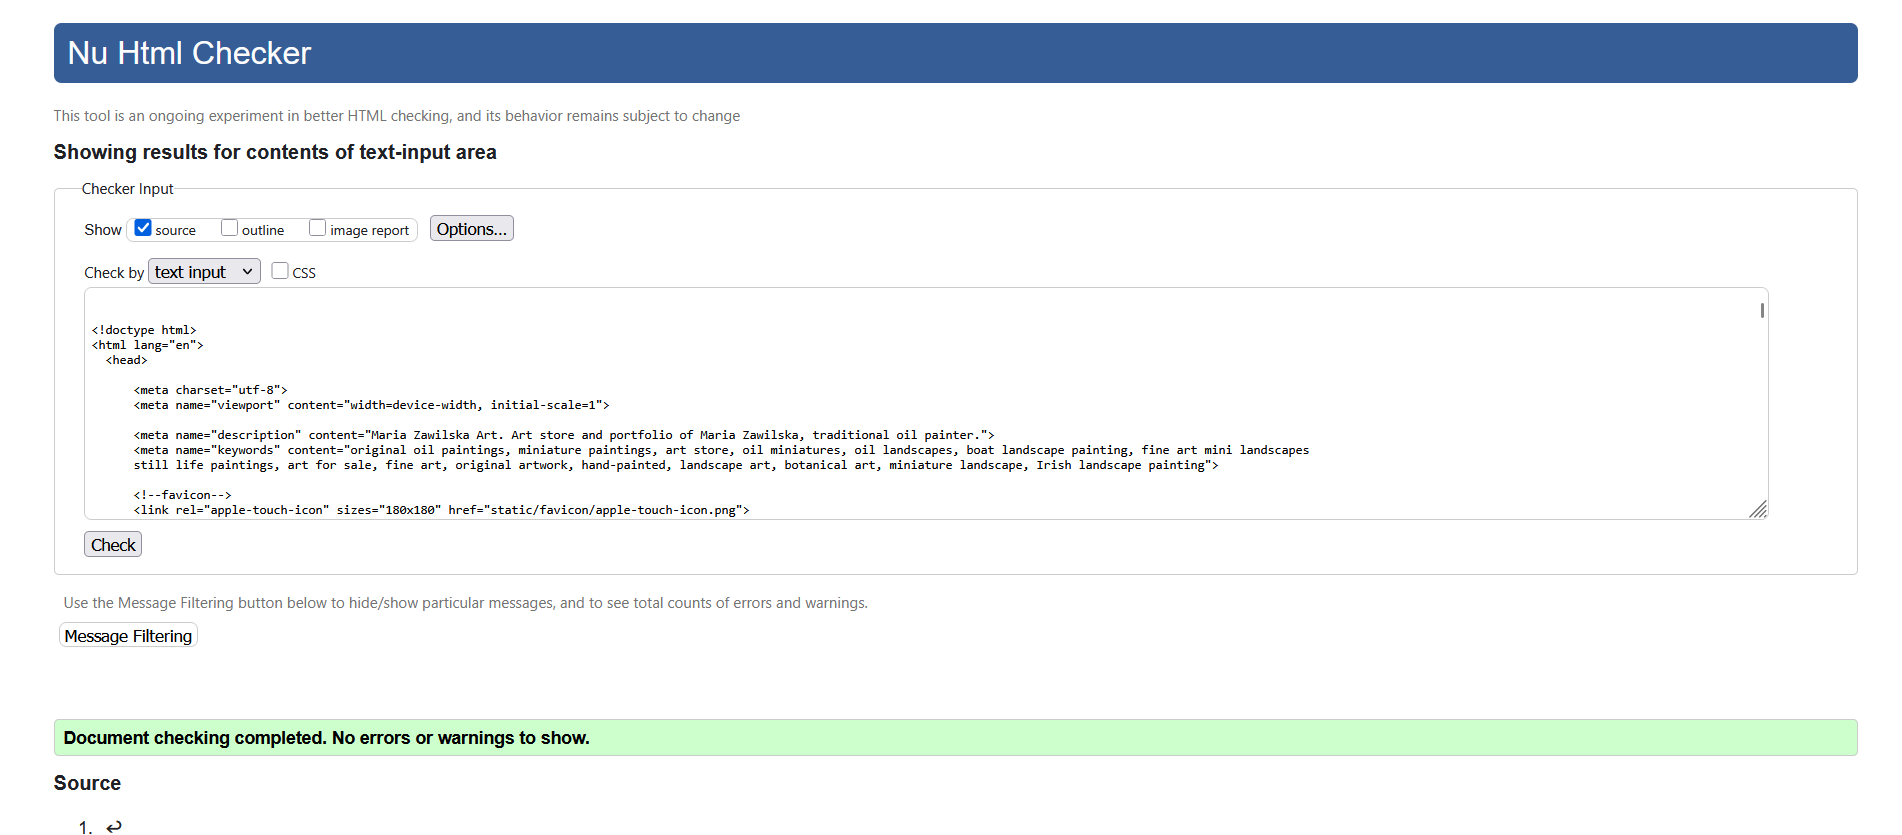 Nu Html Checker
This tool is an ongoing experiment in better HTML checking, and its behavior remains subject to change
Showing results for contents of text-input area
Checker Input
Show source outline image report Options...
Check by text input CSS
<!doctype html>
<html lang="en">
<head>
<meta charset="utf-8">
<meta name="viewport" content="width=device-width, initial-scale=1">
<meta name="description" content="Maria Zawilska Art. Art store and portfolio of Maria Zawilska, traditional oil painter.">
<meta name="keywords" content="original oil paintings, miniature paintings, art store, oil miniatures, oil landscapes, boat landscape painting, fine art mini landscapes
still life paintings, art for sale, fine art, original artwork, hand-painted, landscape art, botanical art, miniature landscape, Irish landscape painting">
<!--favicon-->
<link rel="apple-touch-icon" sizes="180x180" href="static/favicon/apple-touch-icon.png">
Check
Use the Message Filtering button below to hide/show particular messages, and to see total counts of errors and warnings.
Message Filtering
Document checking completed. No errors or warnings to show.
Source
1. ↩